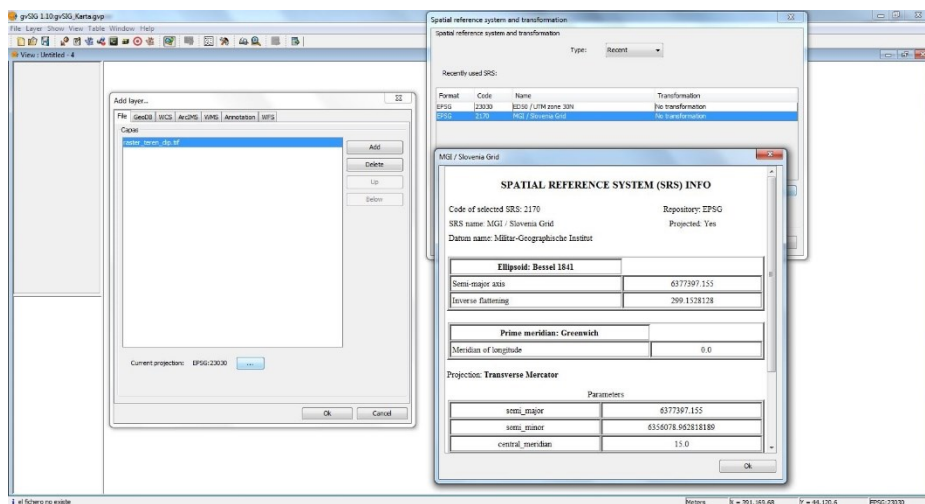 gvSIG 1.10:gvSIG_Karta.gvp
File Layer Show View Table Window Help
View : Untitled - 4
Add layer...
File GeoDB WCS ArcIMS WMS Annotation WFS
Capas
raster_teren_dip.tif
Add
Delete
Up
Below
Current projection: EPSG:23030 ...
Ok Cancel
Spatial reference system and transformation
Spatial reference system and transformation
Type: Recent
Recently used SRS:
Format Code Name Transformation
EPSG 23030 ED50 / UTM zone 30N No transformation
EPSG 2170 MGI / Slovenia Grid No transformation
MGI / Slovenia Grid
SPATIAL REFERENCE SYSTEM (SRS) INFO
Code of selected SRS: 2170 Repository: EPSG
SRS name: MGI / Slovenia Grid Projected: Yes
Datum name: Militar-Geographische Institut
Ellipsoid: Bessel 1841
Semi-major axis 6377397.155
Inverse flattening 299.1528128
Prime meridian: Greenwich
Meridian of longitude 0.0
Projection: Transverse Mercator
Parameters
semi_major 6377397.155
semi_minor 6356078.962818189
central_meridian 15.0
Ok
el fichero no existe
Meters X = 391.169,68 Y = 44.120,6 EPSG:23030